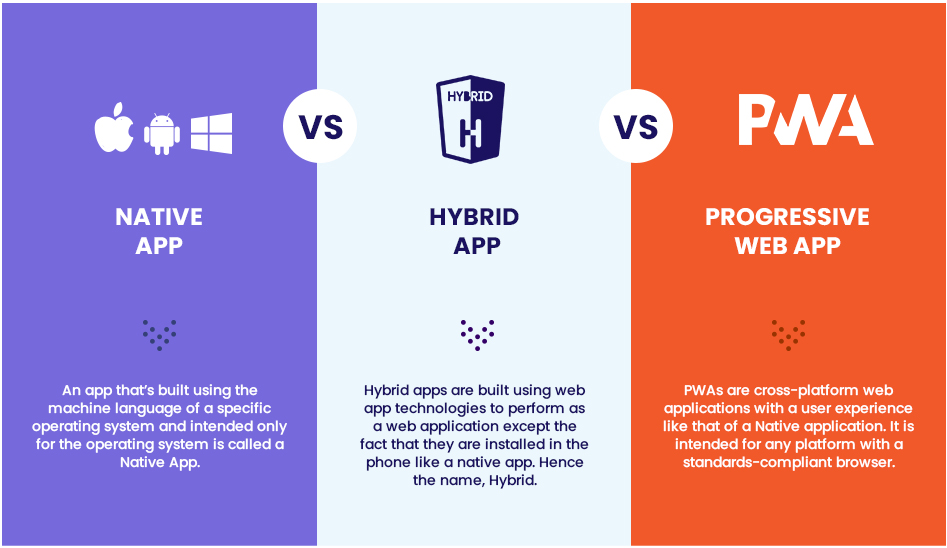 VS
HYBRID
H
VS
PWA
NATIVE
APP
HYBRID
APP
PROGRESSIVE
WEB APP
An app that’s built using the
machine language of a specific
operating system and intended only
for the operating system is called a
Native App.
Hybrid apps are built using web
app technologies to perform as
a web application except the
fact that they are installed in the
phone like a native app. Hence
the name, Hybrid.
PWAs are cross-platform web
applications with a user experience
like that of a Native application. It is
intended for any platform with a
standards-compliant browser.